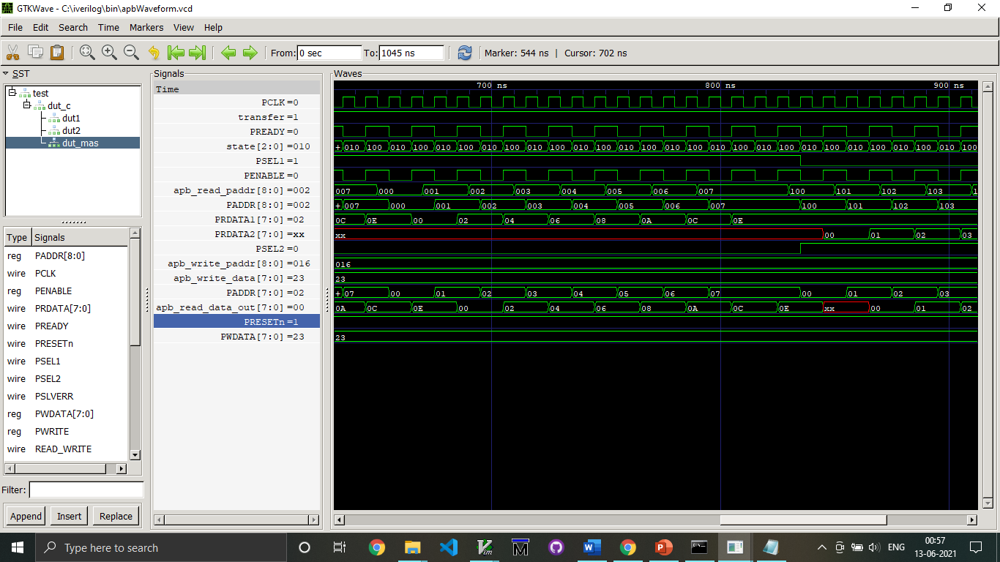 GTKWave - C:\iverilog\bin\apbWaveform.vcd
File Edit Search Time Markers View Help
From: 0 sec To: 1045 ns Marker: 544 ns | Cursor: 702 ns
SST
test
dut_c
dut1
dut2
dut_mas
Type Signals
reg PADDR[8:0]
wire PCLK
reg PENABLE
wire PRDATA[7:0]
wire PREADY
wire PRESETn
wire PSEL1
wire PSEL2
wire PSLVERR
reg PWDATA[7:0]
reg PWRITE
wire READ_WRITE
Filter:
Append Insert Replace
Signals
Time
PCLK =0
transfer =1
PREADY =0
state[2:0] =010
PSEL1 =1
PENABLE =0
apb_read_paddr[8:0] =002
PADDR[8:0] =002
PRDATA1[7:0] =02
PRDATA2[7:0] =xx
PSEL2 =0
apb_write_paddr[8:0] =016
apb_write_data[7:0] =23
PADDR[7:0] =02
apb_read_data_out[7:0] =00
PRESETn =1
PWDATA[7:0] =23
Waves
700 ns 800 ns 900 ns
+ 010 100 010 100 010 100 010 100 010 100 010 100 010 100 010 100 010 100 010 100 010 100 010 100 010 100 010 100
007 000 001 002 003 004 005 006 007 100 101 102 103 1
+ 007 000 001 002 003 004 005 006 007 100 101 102 103
0C 0E 00 02 04 06 08 0A 0C 0E
xx 00 01 02 03
016
23
+ 07 00 01 02 03 04 05 06 07 00 01 02 03
0A 0C 0E 00 02 04 06 08 0A 0C 0E xx 00 01 02
23
Type here to search
ENG
00:57
13-06-2021